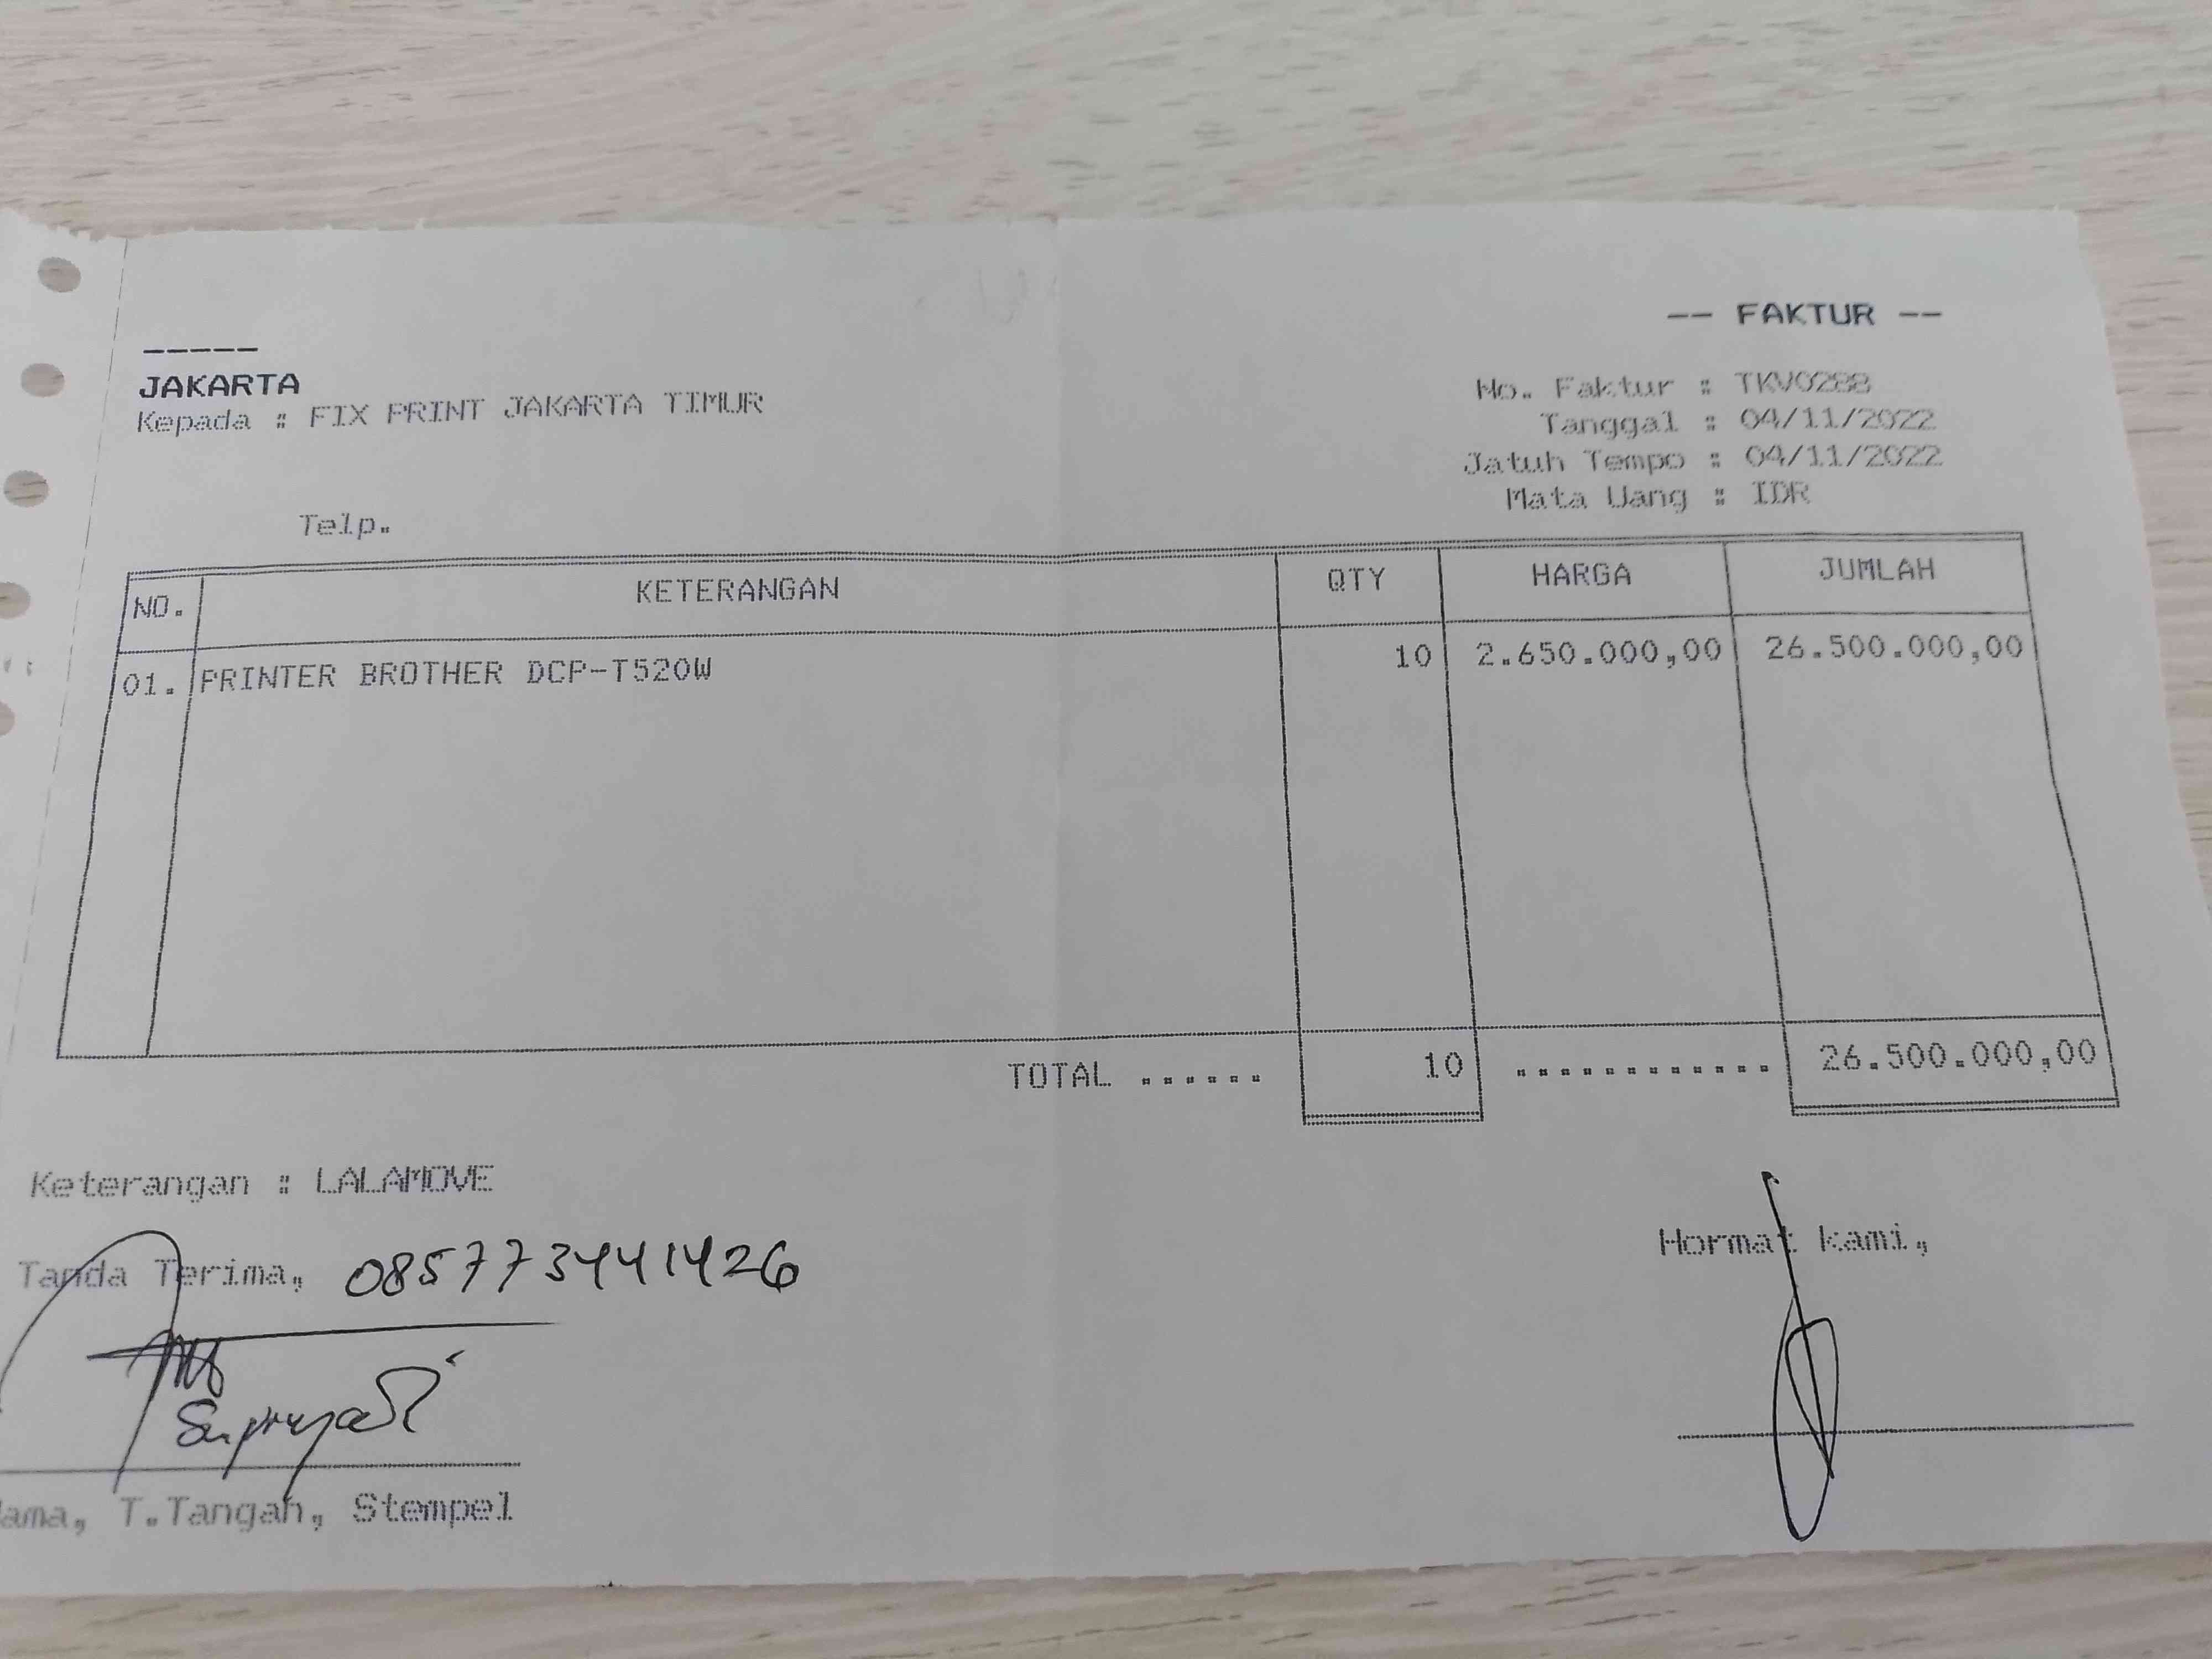 -- FAKTUR --
-----
JAKARTA
Kepada : FIX PRINT JAKARTA TIMUR
No. Faktur : TKV0288
Tanggal : 04/11/2022
Jatuh Tempo : 04/11/2022
Mata Uang : IDR
Telp.
NO. KETERANGAN QTY HARGA JUMLAH
01. PRINTER BROTHER DCP-T520W 10 2.650.000,00 26.500.000,00
TOTAL ...... 10 ............ 26.500.000,00
Keterangan : LALAMOVE
Tanda Terima, 085773441426
Hormat kami,
Supriyadi
ama, T.Tangan, Stempel